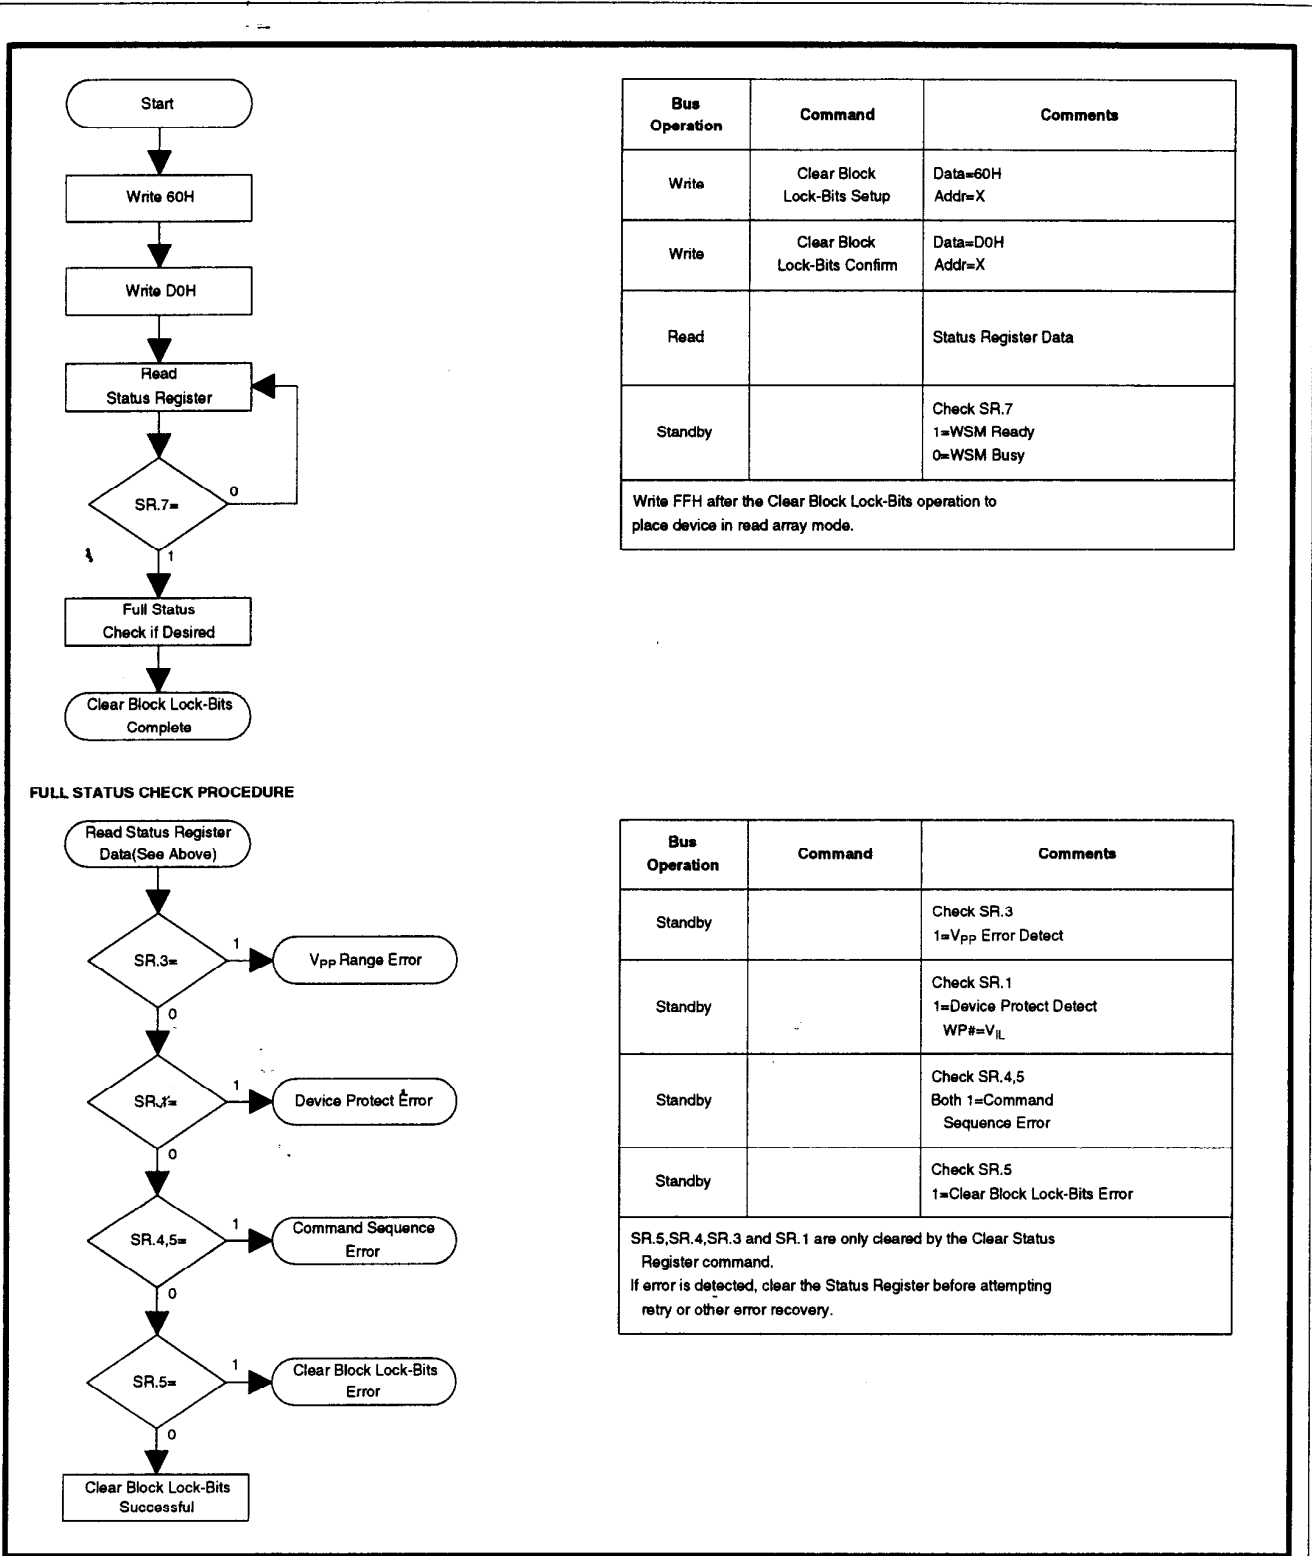 Start
Write 60H
Write D0H
Read
Status Register
SR.7=
0
1
Full Status
Check if Desired
Clear Block Lock-Bits
Complete
Bus
Operation
Command
Comments
Write
Clear Block
Lock-Bits Setup
Data=60H
Addr=X
Write
Clear Block
Lock-Bits Confirm
Data=D0H
Addr=X
Read
Status Register Data
Standby
Check SR.7
1=WSM Ready
0=WSM Busy
Write FFH after the Clear Block Lock-Bits operation to
place device in read array mode.
FULL STATUS CHECK PROCEDURE
Read Status Register
Data(See Above)
SR.3=
1
VPP Range Error
0
SR.1=
1
Device Protect Error
0
SR.4,5=
1
Command Sequence
Error
0
SR.5=
1
Clear Block Lock-Bits
Error
0
Clear Block Lock-Bits
Successful
Bus
Operation
Command
Comments
Standby
Check SR.3
1=VPP Error Detect
Standby
Check SR.1
1=Device Protect Detect
WP#=VIL
Standby
Check SR.4,5
Both 1=Command
Sequence Error
Standby
Check SR.5
1=Clear Block Lock-Bits Error
SR.5,SR.4,SR.3 and SR.1 are only cleared by the Clear Status
Register command.
If error is detected, clear the Status Register before attempting
retry or other error recovery.